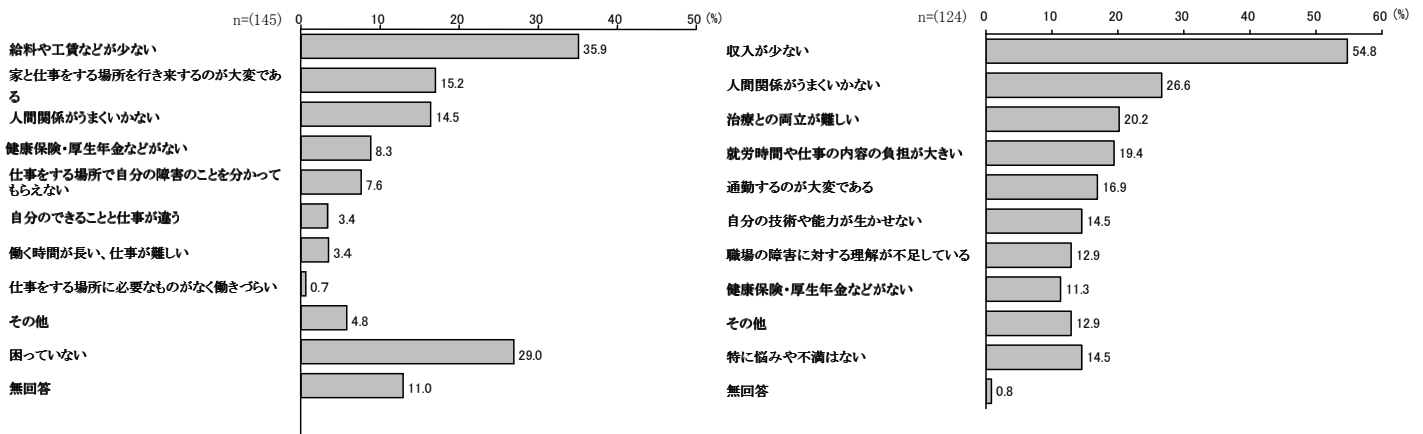 n=(145)
0 10 20 30 40 50 (%)
給料や工賃などが少ない 35.9
家と仕事をする場所を行き来するのが大変であ
る 15.2
人間関係がうまくいかない 14.5
健康保険・厚生年金などがない 8.3
仕事をする場所で自分の障害のことを分かって
もらえない 7.6
自分のできることと仕事が違う 3.4
働く時間が長い、仕事が難しい 3.4
仕事をする場所に必要なものがなく働きづらい 0.7
その他 4.8
困っていない 29.0
無回答 11.0
n=(124)
0 10 20 30 40 50 60 (%)
収入が少ない 54.8
人間関係がうまくいかない 26.6
治療との両立が難しい 20.2
就労時間や仕事の内容の負担が大きい 19.4
通勤するのが大変である 16.9
自分の技術や能力が生かせない 14.5
職場の障害に対する理解が不足している 12.9
健康保険・厚生年金などがない 11.3
その他 12.9
特に悩みや不満はない 14.5
無回答 0.8